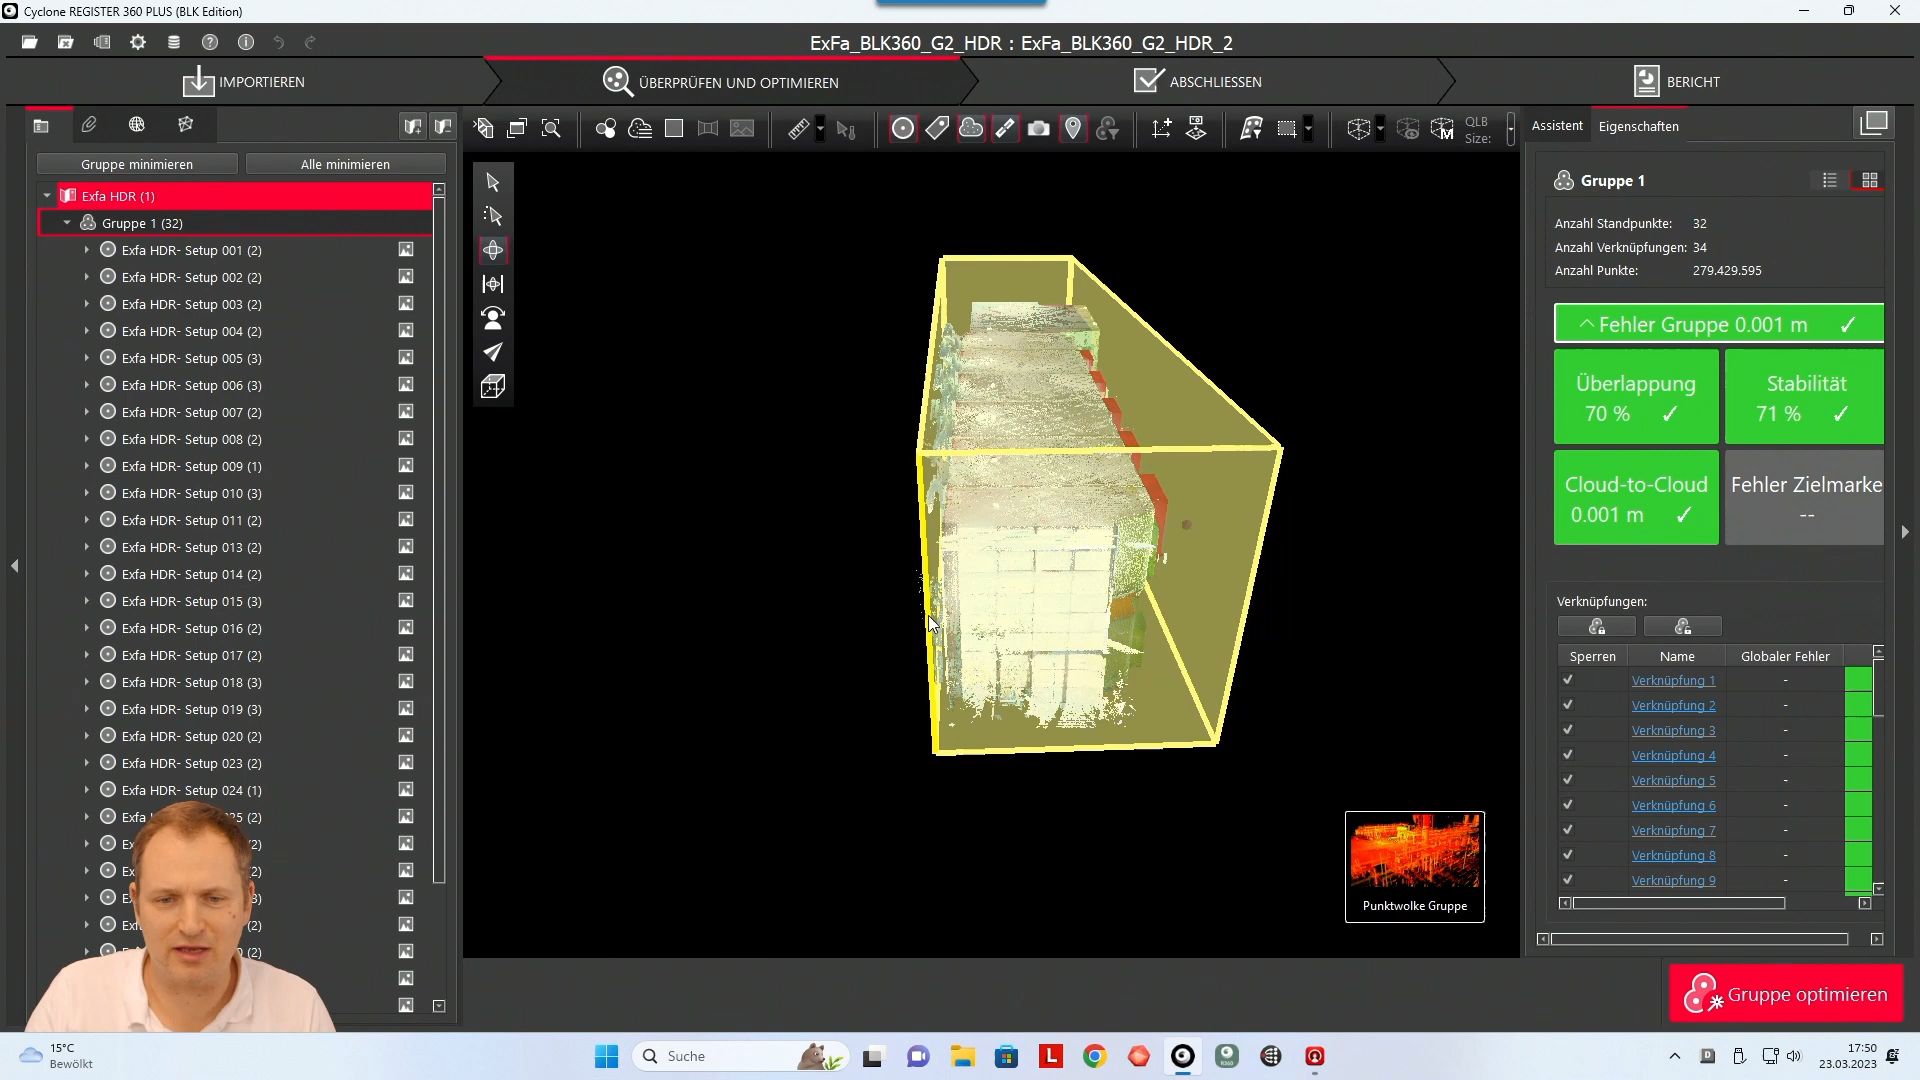 Cyclone REGISTER 360 PLUS (BLK Edition)
ExFa_BLK360_G2_HDR : ExFa_BLK360_G2_HDR_2
IMPORTIEREN
ÜBERPRÜFEN UND OPTIMIEREN
ABSCHLIESSEN
BERICHT
QLB
Size:
Assistent
Eigenschaften
Gruppe minimieren
Alle minimieren
Exfa HDR (1)
Gruppe 1 (32)
Exfa HDR- Setup 001 (2)
Exfa HDR- Setup 002 (2)
Exfa HDR- Setup 003 (2)
Exfa HDR- Setup 004 (2)
Exfa HDR- Setup 005 (3)
Exfa HDR- Setup 006 (3)
Exfa HDR- Setup 007 (2)
Exfa HDR- Setup 008 (2)
Exfa HDR- Setup 009 (1)
Exfa HDR- Setup 010 (3)
Exfa HDR- Setup 011 (2)
Exfa HDR- Setup 013 (2)
Exfa HDR- Setup 014 (2)
Exfa HDR- Setup 015 (3)
Exfa HDR- Setup 016 (2)
Exfa HDR- Setup 017 (2)
Exfa HDR- Setup 018 (3)
Exfa HDR- Setup 019 (3)
Exfa HDR- Setup 020 (2)
Exfa HDR- Setup 023 (2)
Exfa HDR- Setup 024 (1)
Exfa 25 (2)
Punktwolke Gruppe
Gruppe 1
Anzahl Standpunkte: 32
Anzahl Verknüpfungen: 34
Anzahl Punkte: 279.429.595
Fehler Gruppe 0.001 m
Überlappung
70 %
Stabilität
71 %
Cloud-to-Cloud
0.001 m
Fehler Zielmarke
--
Verknüpfungen:
Sperren Name Globaler Fehler
Verknüpfung 1 -
Verknüpfung 2 -
Verknüpfung 3 -
Verknüpfung 4 -
Verknüpfung 5 -
Verknüpfung 6 -
Verknüpfung 7 -
Verknüpfung 8 -
Verknüpfung 9 -
Gruppe optimieren
15°C
Bewölkt
Suche
17:50
23.03.2023